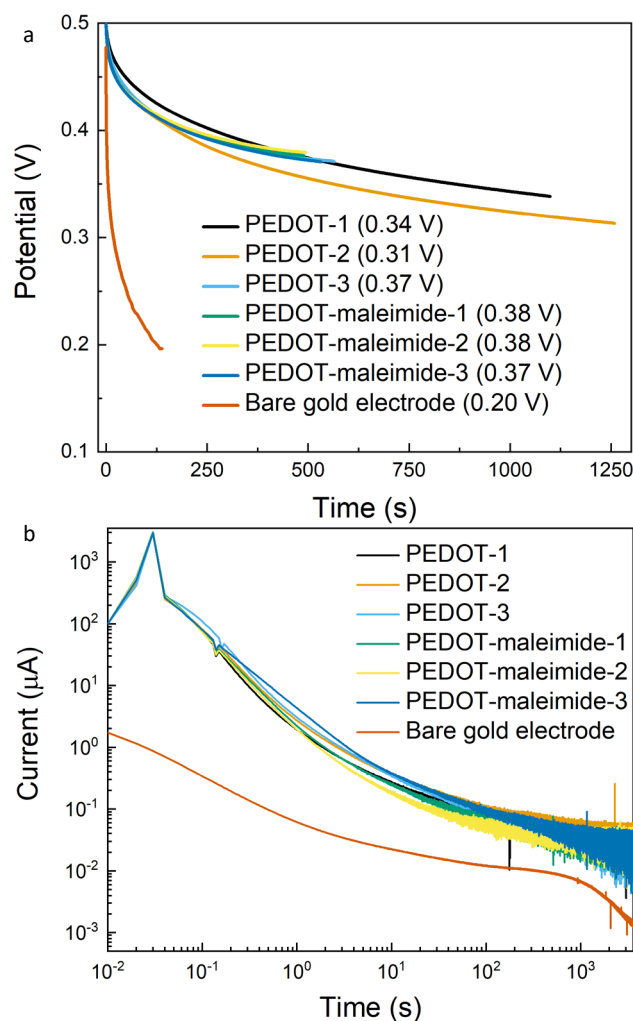 a
0.5
0.4
0.3
0.2
0.1
Potential (V)
PEDOT-1 (0.34 V)
PEDOT-2 (0.31 V)
PEDOT-3 (0.37 V)
PEDOT-maleimide-1 (0.38 V)
PEDOT-maleimide-2 (0.38 V)
PEDOT-maleimide-3 (0.37 V)
Bare gold electrode (0.20 V)
0 250 500 750 1000 1250
Time (s)
b
10³
10²
10¹
10⁰
10⁻¹
10⁻²
10⁻³
Current (μA)
PEDOT-1
PEDOT-2
PEDOT-3
PEDOT-maleimide-1
PEDOT-maleimide-2
PEDOT-maleimide-3
Bare gold electrode
10⁻² 10⁻¹ 10⁰ 10¹ 10² 10³
Time (s)